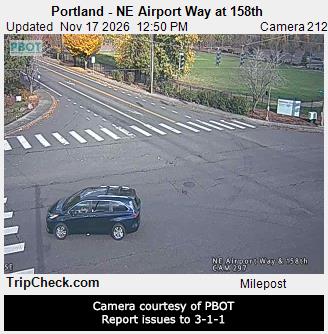 Portland - NE Airport Way at 158th
Updated Nov 17 2026 12:50 PM Camera 212
PBOT
NE Airport Way & 158th
CAM 297
TripCheck.com Milepost
Camera courtesy of PBOT
Report issues to 3-1-1